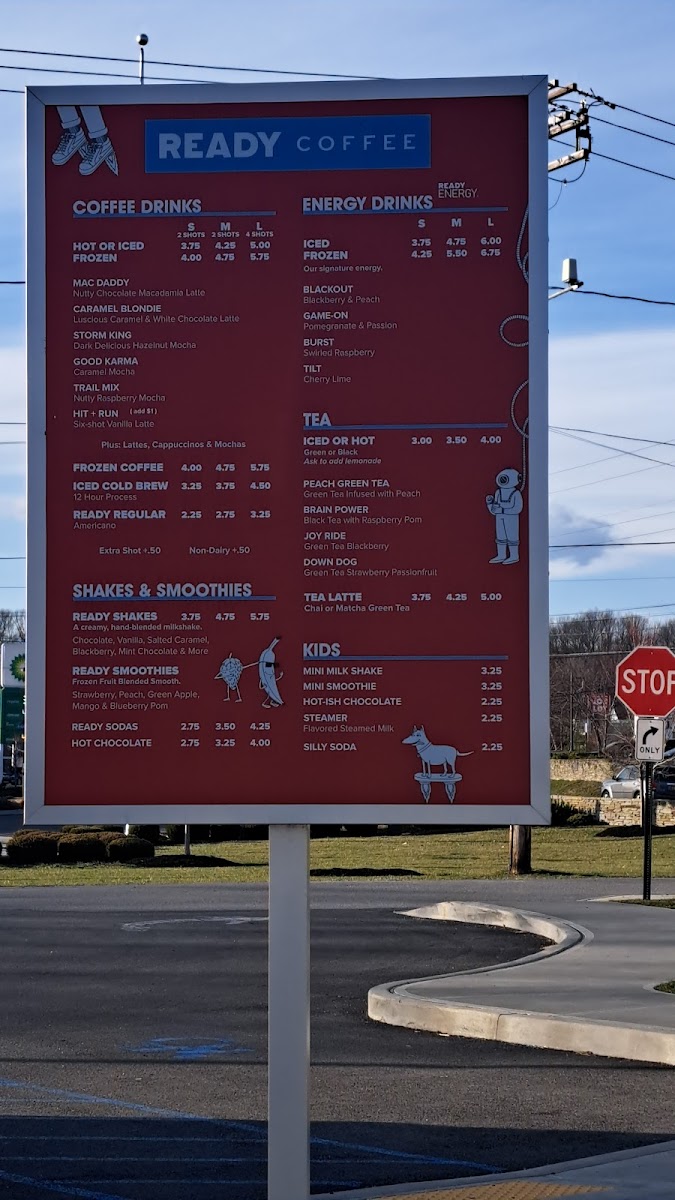 READY COFFEE
COFFEE DRINKS
S M L
2 SHOTS 2 SHOTS 4 SHOTS
HOT OR ICED 3.75 4.25 5.00
FROZEN 4.00 4.75 5.75
MAC DADDY
Nutty Chocolate Macadamia Latte
CARAMEL BLONDIE
Luscious Caramel & White Chocolate Latte
STORM KING
Dark Delicious Hazelnut Mocha
GOOD KARMA
Caramel Mocha
TRAIL MIX
Nutty Raspberry Mocha
HIT + RUN (add $1)
Six-shot Vanilla Latte
Plus: Lattes, Cappuccinos & Mochas
FROZEN COFFEE 4.00 4.75 5.75
ICED COLD BREW 3.25 3.75 4.50
12 Hour Process
READY REGULAR 2.25 2.75 3.25
Americano
Extra Shot +.50 Non-Dairy +.50
SHAKES & SMOOTHIES
READY SHAKES 3.75 4.75 5.75
A creamy, hand-blended milkshake.
Chocolate, Vanilla, Salted Caramel,
Blackberry, Mint Chocolate & More
READY SMOOTHIES
Frozen Fruit Blended Smooth.
Strawberry, Peach, Green Apple,
Mango & Blueberry Pom
READY SODAS 2.75 3.50 4.25
HOT CHOCOLATE 2.75 3.25 4.00
ENERGY DRINKS
READY
ENERGY
S M L
ICED 3.75 4.75 6.00
FROZEN 4.25 5.50 6.75
Our signature energy.
BLACKOUT
Blackberry & Peach
GAME-ON
Pomegranate & Passion
BURST
Swirled Raspberry
TILT
Cherry Lime
TEA
ICED OR HOT 3.00 3.50 4.00
Green or Black
Ask to add lemonade
PEACH GREEN TEA
Green Tea Infused with Peach
BRAIN POWER
Black Tea with Raspberry Pom
JOY RIDE
Green Tea Blackberry
DOWN DOG
Green Tea Strawberry Passionfruit
TEA LATTE 3.75 4.25 5.00
Chai or Matcha Green Tea
KIDS
MINI MILK SHAKE 3.25
MINI SMOOTHIE 3.25
HOT-ISH CHOCOLATE 2.25
STEAMER 2.25
Flavored Steamed Milk
SILLY SODA 2.25
bp
STOP
ONLY